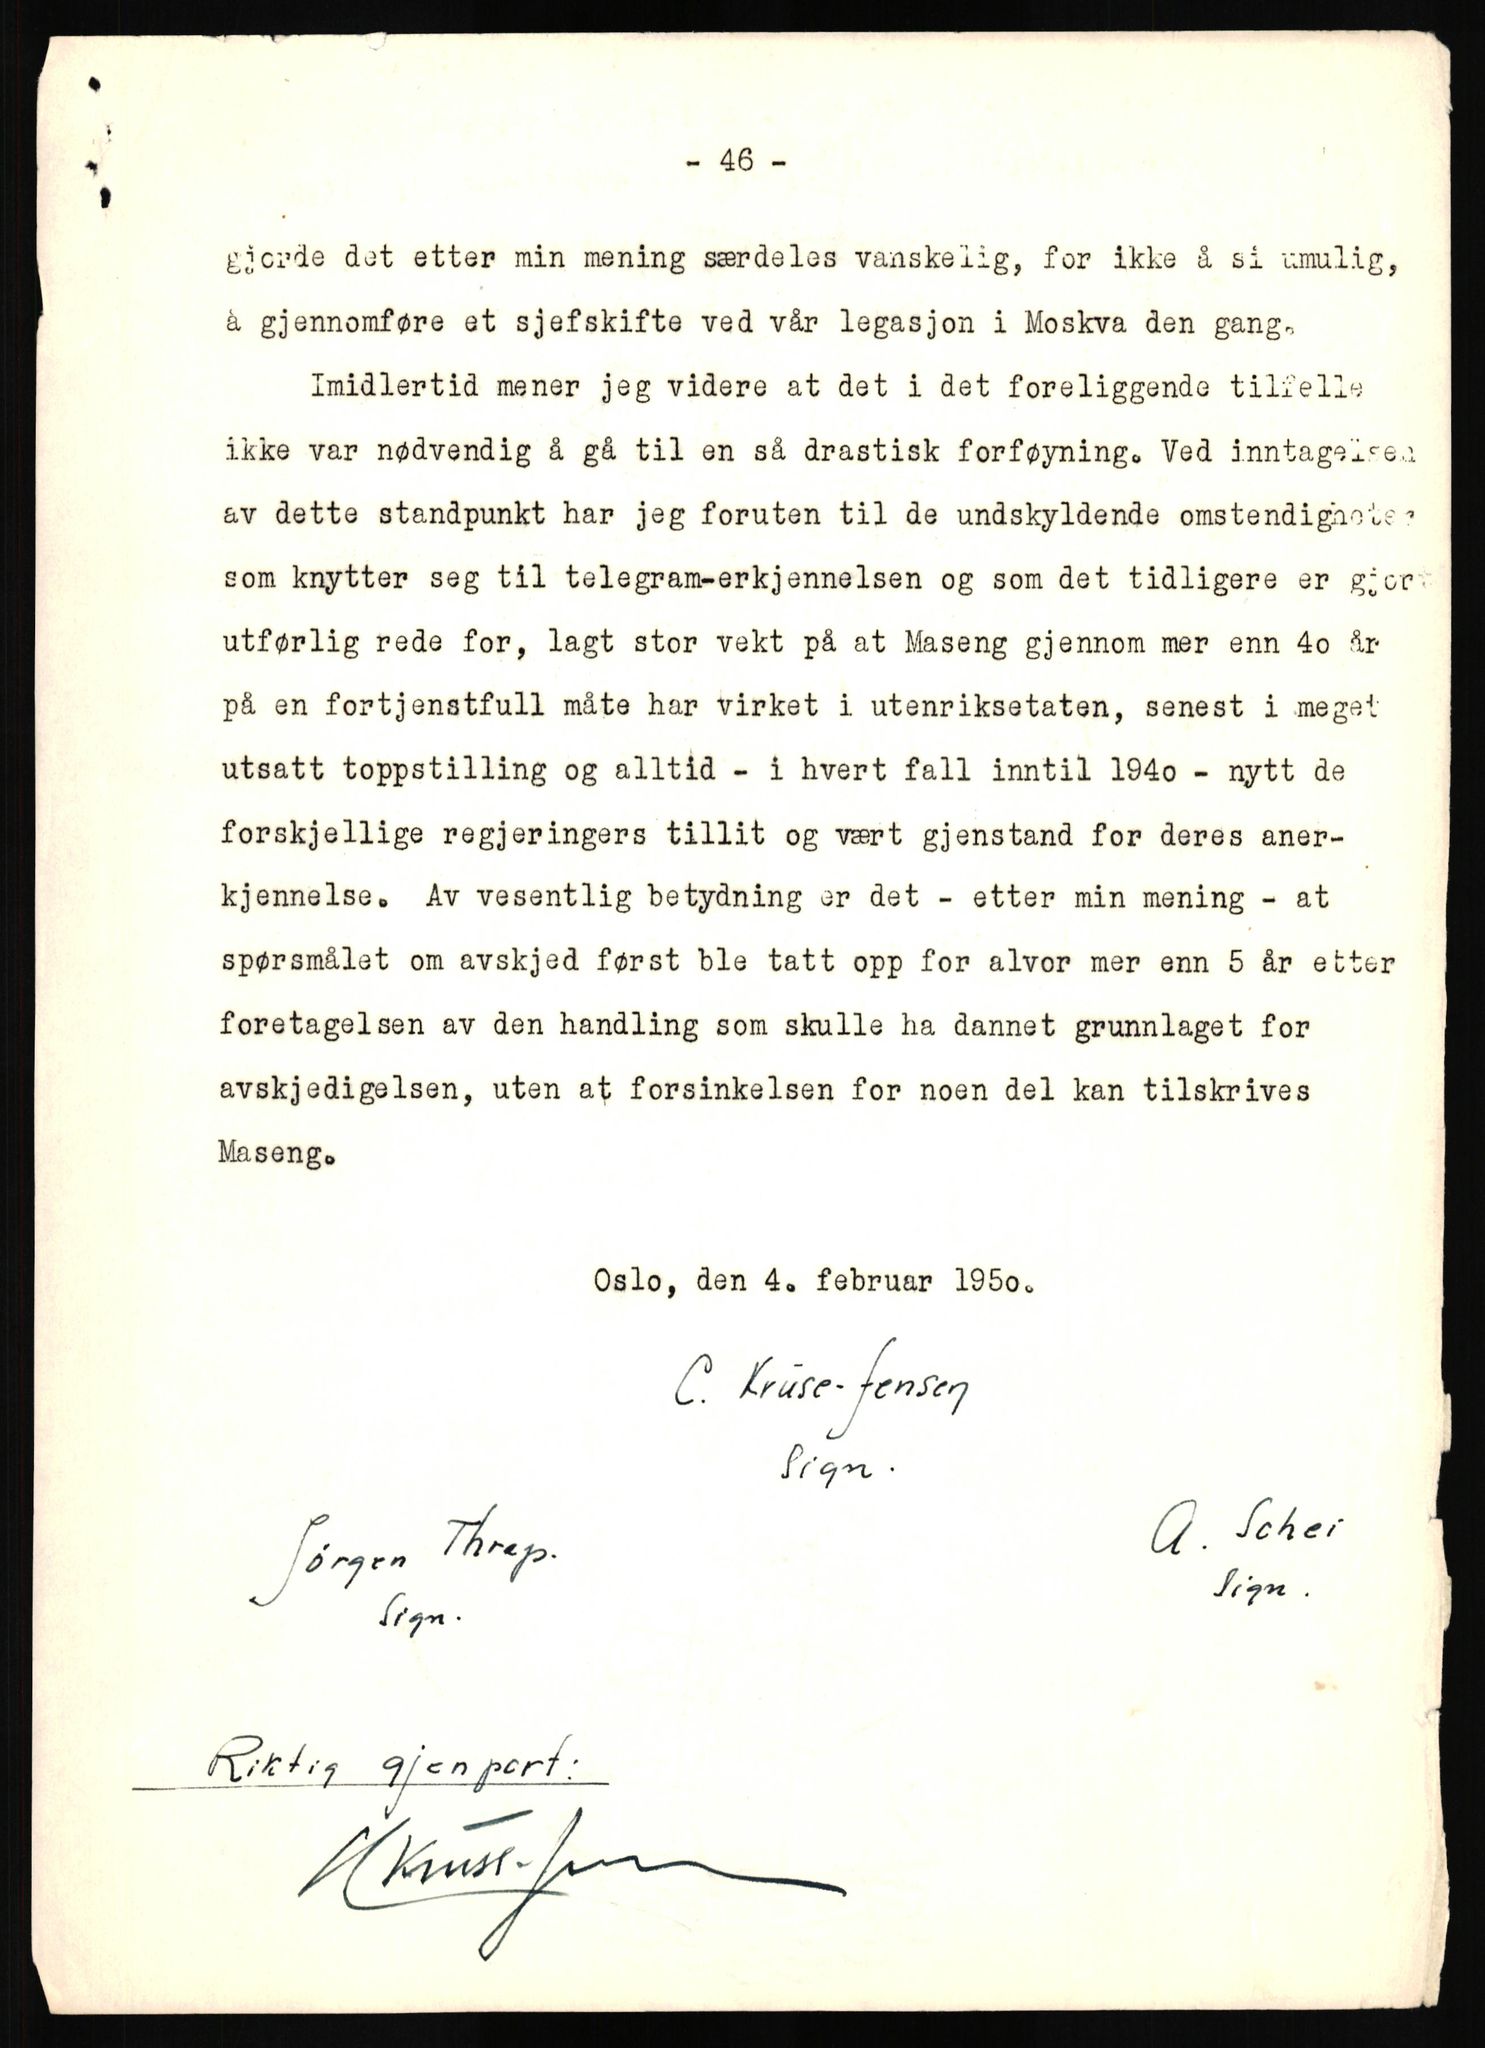 - 46 -
gjorde det etter min mening særdeles vanskelig, for ikke å si umulig,
å gjennomføre et sjefskifte ved vår legasjon i Moskva den gang.
Imidlertid mener jeg videre at det i det foreliggende tilfelle
ikke var nødvendig å gå til en så drastisk forføyning. Ved inntagelsen
av dette standpunkt har jeg foruten til de undskyldende omstendigheter
som knytter seg til telegram-erkjennelsen og som det tidligere er gjort
utførlig rede for, lagt stor vekt på at Maseng gjennom mer enn 4o år
på en fortjenstfull måte har virket i utenriksetaten, senest i meget
utsatt toppstilling og alltid - i hvert fall inntil 194o - nytt de
forskjellige regjeringers tillit og vært gjenstand for deres aner-
kjennelse. Av vesentlig betydning er det - etter min mening - at
spørsmålet om avskjed først ble tatt opp for alvor mer enn 5 år etter
foretagelsen av den handling som skulle ha dannet grunnlaget for
avskjedigelsen, uten at forsinkelsen for noen del kan tilskrives
Maseng.
Oslo, den 4. februar 195o.
C. Kruse-Jensen
Sign.
Jørgen Thrap.
Sign.
A. Schei
Sign.
Riktig gjenpart:
C Kruse-Jensen